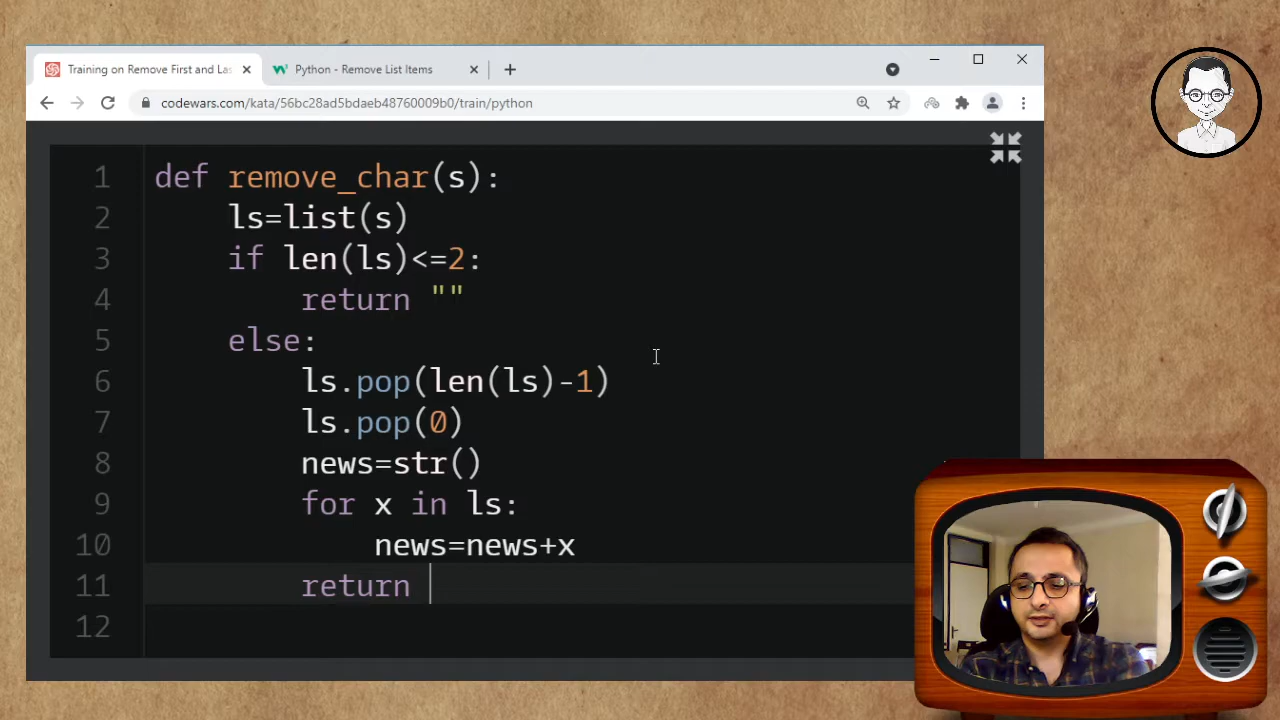 Training on Remove First and Las
Python - Remove List Items
codewars.com/kata/56bc28ad5bdaeb48760009b0/train/python
1 def remove_char(s):
2 ls=list(s)
3 if len(ls)<=2:
4 return ""
5 else:
6 ls.pop(len(ls)-1)
7 ls.pop(0)
8 news=str()
9 for x in ls:
10 news=news+x
11 return
12